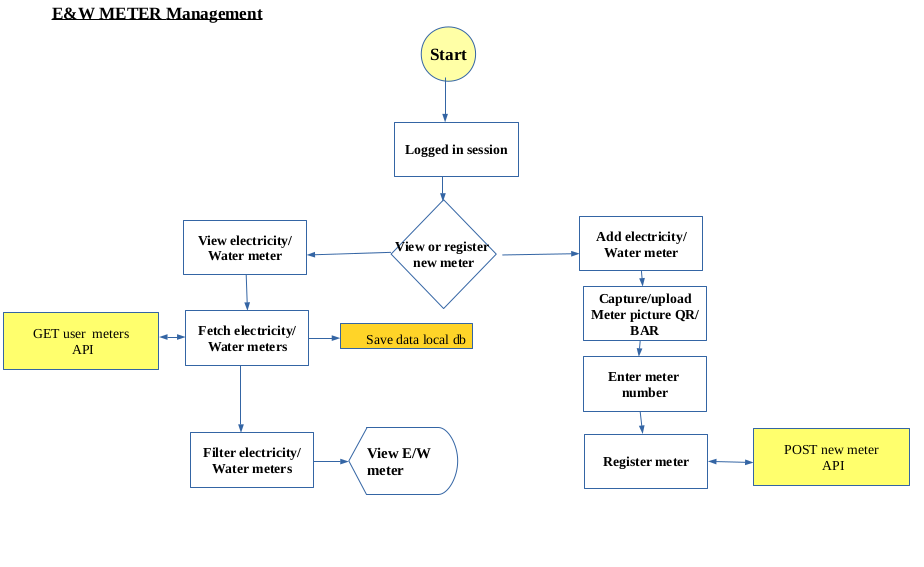 E&W METER Management
Start
Logged in session
View or register
new meter
View electricity/
Water meter
Add electricity/
Water meter
Capture/upload
Meter picture QR/
BAR
Fetch electricity/
Water meters
GET user  meters
API
Save data local db
Enter meter
number
Filter electricity/
Water meters
View E/W
meter
Register meter
POST new meter
API